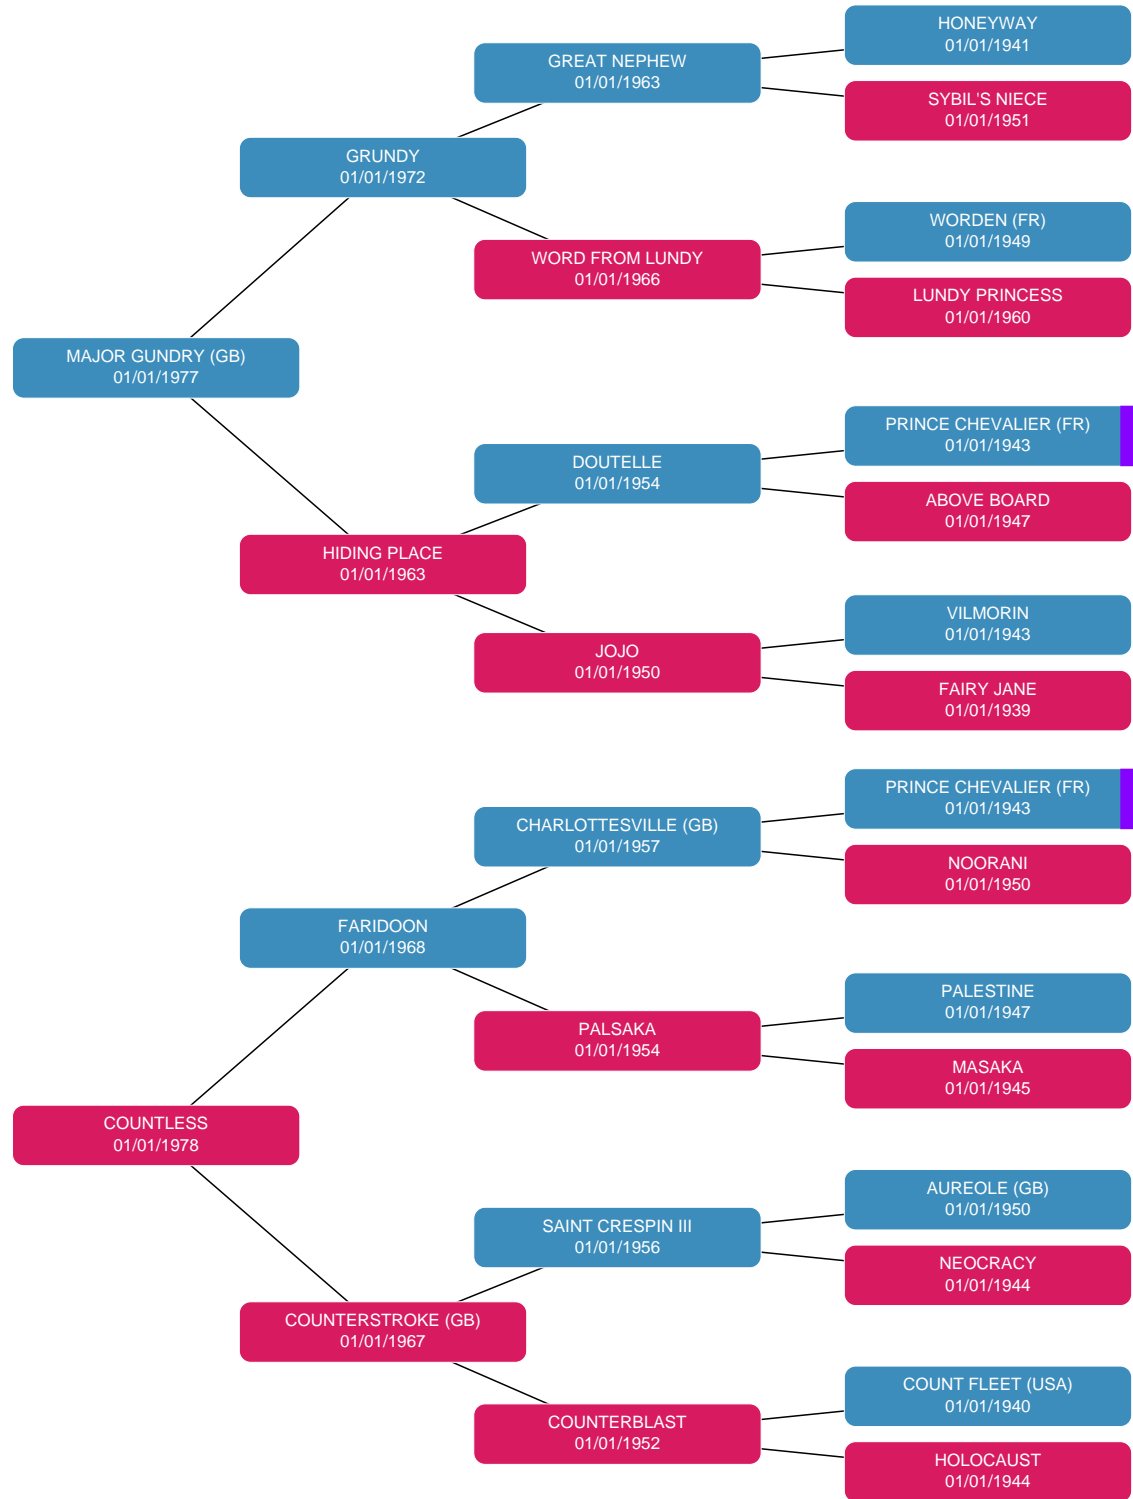 HONEYWAY
01/01/1941
GREAT NEPHEW
01/01/1963
SYBIL'S NIECE
01/01/1951
GRUNDY
01/01/1972
WORDEN (FR)
01/01/1949
WORD FROM LUNDY
01/01/1966
LUNDY PRINCESS
01/01/1960
MAJOR GUNDRY (GB)
01/01/1977
PRINCE CHEVALIER (FR)
01/01/1943
DOUTELLE
01/01/1954
ABOVE BOARD
01/01/1947
HIDING PLACE
01/01/1963
VILMORIN
01/01/1943
JOJO
01/01/1950
FAIRY JANE
01/01/1939
PRINCE CHEVALIER (FR)
01/01/1943
CHARLOTTESVILLE (GB)
01/01/1957
NOORANI
01/01/1950
FARIDOON
01/01/1968
PALESTINE
01/01/1947
PALSAKA
01/01/1954
MASAKA
01/01/1945
COUNTLESS
01/01/1978
AUREOLE (GB)
01/01/1950
SAINT CRESPIN III
01/01/1956
NEOCRACY
01/01/1944
COUNTERSTROKE (GB)
01/01/1967
COUNT FLEET (USA)
01/01/1940
COUNTERBLAST
01/01/1952
HOLOCAUST
01/01/1944